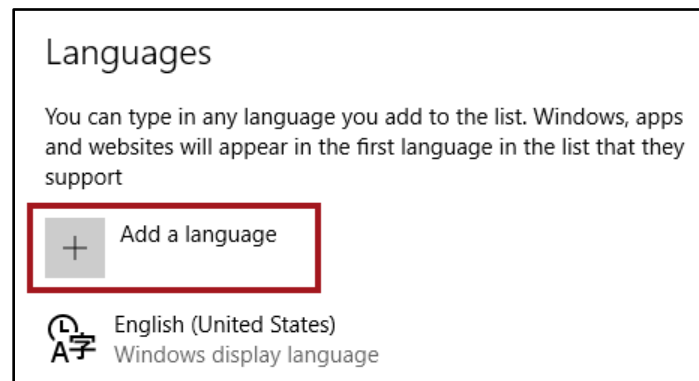 Languages
You can type in any language you add to the list. Windows, apps
and websites will appear in the first language in the list that they
support
Add a language
English (United States)
Windows display language